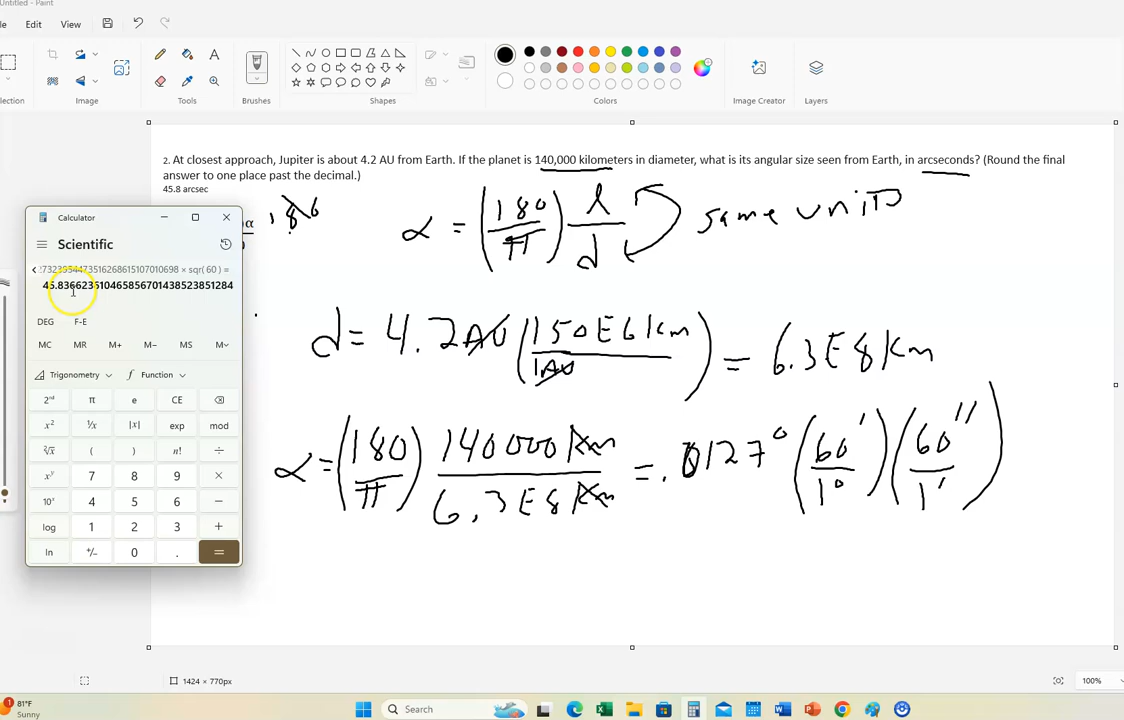 Untitled - Paint
Edit View
Image Tools Brushes Shapes Colors Image Creator Layers
2. At closest approach, Jupiter is about 4.2 AU from Earth. If the planet is 140,000 kilometers in diameter, what is its angular size seen from Earth, in arcseconds? (Round the final
answer to one place past the decimal.)
45.8 arcsec
α = (180/π) l/d same units
d = 4.2 AU (150E6 km/1 AU) = 6.3E8 km
α = (180/π) 140000 km/6.3E8 km = .0127° (60'/1°) (60''/1')
Calculator
Scientific
× sqr( 60 ) =
45.836623610465856701438523851284
DEG F-E
MC MR M+ M− MS M˅
Trigonometry Function
2ⁿᵈ π e CE
x² ¹/x |x| exp mod
²√x ( ) n! ÷
xʸ 7 8 9 ×
10ˣ 4 5 6 −
log 1 2 3 +
ln +/− 0 . =
1424 × 770px
100%
81°F
Sunny
Search